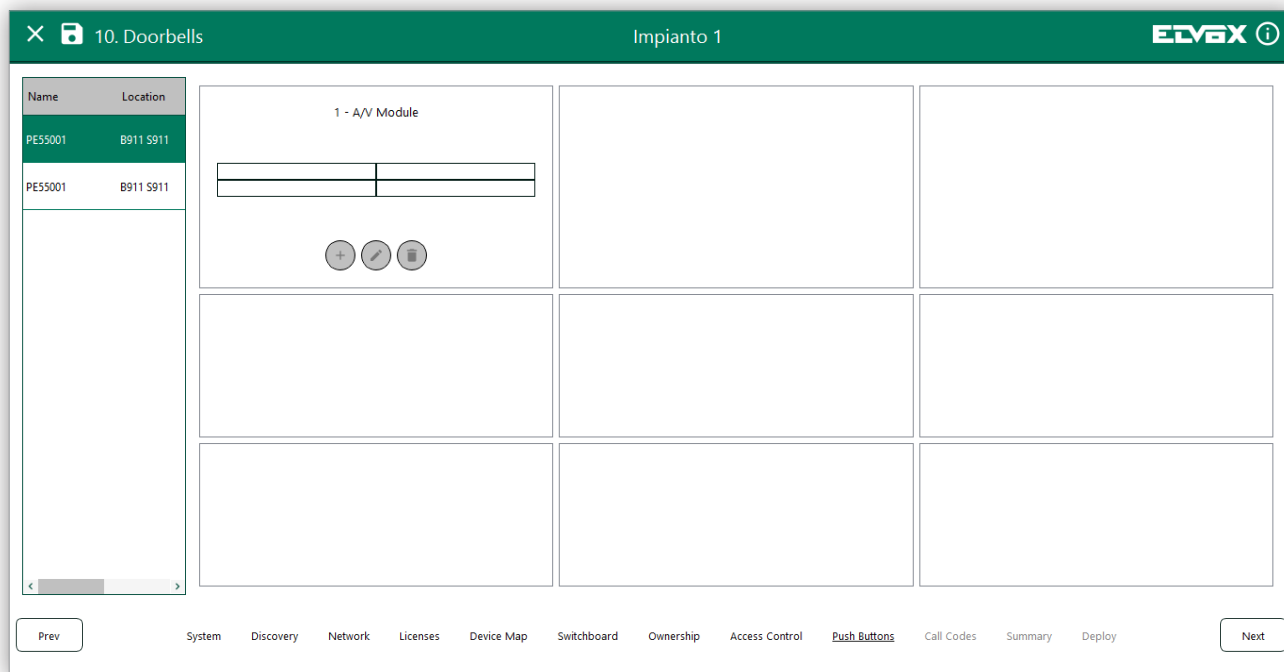 10. Doorbells
Impianto 1
ELVOX
Name Location
PE55001 B911 S911
PE55001 B911 S911
1 - A/V Module
Prev
System Discovery Network Licenses Device Map Switchboard Ownership Access Control Push Buttons Call Codes Summary Deploy
Next